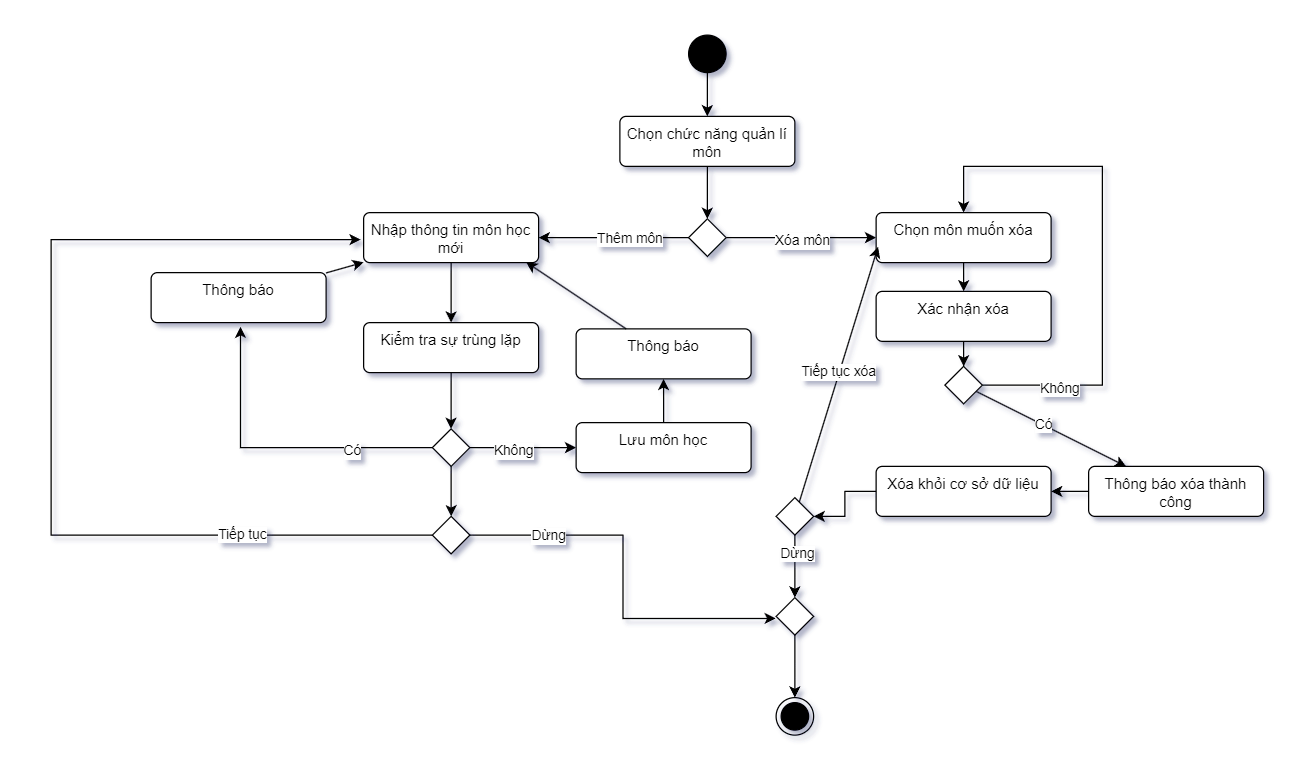 Chọn chức năng quản lí
môn
Thêm môn
Xóa môn
Nhập thông tin môn học
mới
Chọn môn muốn xóa
Thông báo
Xác nhận xóa
Kiểm tra sự trùng lặp
Thông báo
Tiếp tục xóa
Không
Có
Lưu môn học
Có
Không
Xóa khỏi cơ sở dữ liệu
Thông báo xóa thành
công
Tiếp tục
Dừng
Dừng